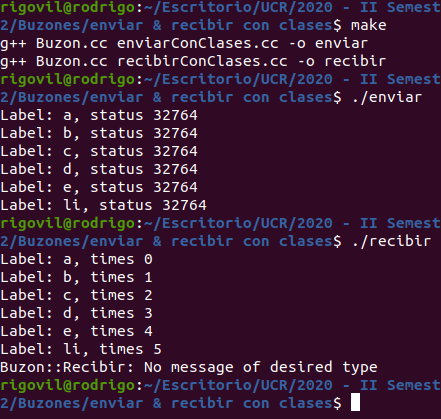 rigovil@rodrigo:~/Escritorio/UCR/2020 - II Semest
2/Buzones/enviar & recibir con clases$ make
g++ Buzon.cc enviarConClases.cc -o enviar
g++ Buzon.cc recibirConClases.cc -o recibir
rigovil@rodrigo:~/Escritorio/UCR/2020 - II Semest
2/Buzones/enviar & recibir con clases$ ./enviar
Label: a, status 32764
Label: b, status 32764
Label: c, status 32764
Label: d, status 32764
Label: e, status 32764
Label: li, status 32764
rigovil@rodrigo:~/Escritorio/UCR/2020 - II Semest
2/Buzones/enviar & recibir con clases$ ./recibir
Label: a, times 0
Label: b, times 1
Label: c, times 2
Label: d, times 3
Label: e, times 4
Label: li, times 5
Buzon::Recibir: No message of desired type
rigovil@rodrigo:~/Escritorio/UCR/2020 - II Semest
2/Buzones/enviar & recibir con clases$